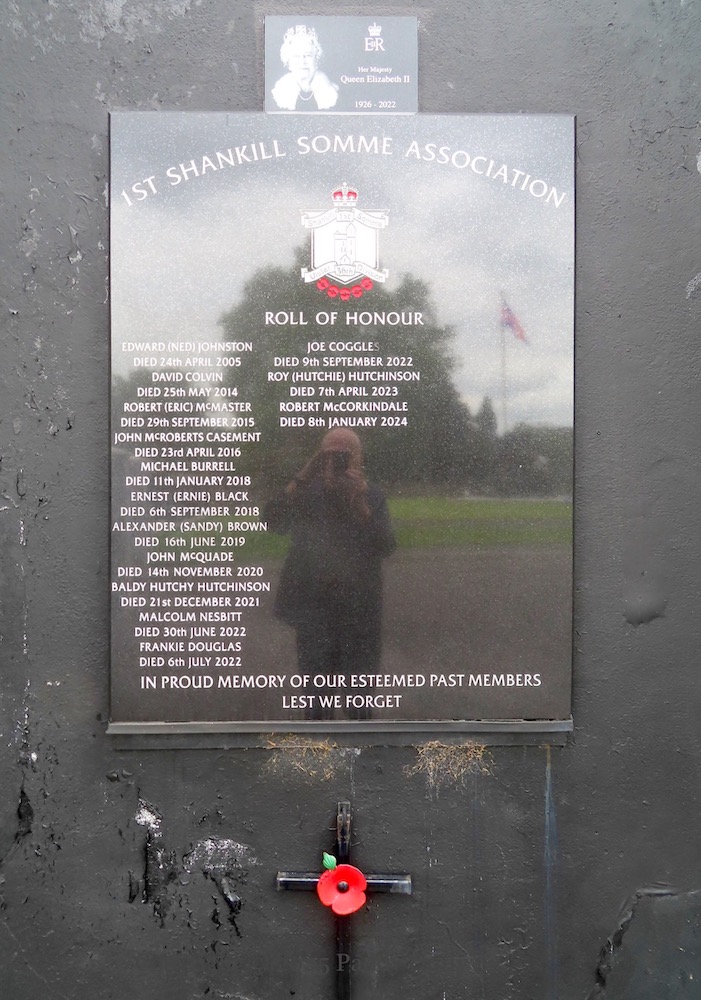 E II R
Her Majesty
Queen Elizabeth II
1926 - 2022
1ST SHANKILL SOMME ASSOCIATION
36th
ROLL OF HONOUR
EDWARD (NED) JOHNSTON
DIED 24th APRIL 2005
DAVID COLVIN
DIED 25th MAY 2014
ROBERT (ERIC) McMASTER
DIED 29th SEPTEMBER 2015
JOHN McROBERTS CASEMENT
DIED 23rd APRIL 2016
MICHAEL BURRELL
DIED 11th JANUARY 2018
ERNEST (ERNIE) BLACK
DIED 6th SEPTEMBER 2018
ALEXANDER (SANDY) BROWN
DIED 16th JUNE 2019
JOHN McQUADE
DIED 14th NOVEMBER 2020
BALDY HUTCHY HUTCHINSON
DIED 21st DECEMBER 2021
MALCOLM NESBITT
DIED 30th JUNE 2022
FRANKIE DOUGLAS
DIED 6th JULY 2022
JOE COGGLES
DIED 9th SEPTEMBER 2022
ROY (HUTCHIE) HUTCHINSON
DIED 7th APRIL 2023
ROBERT McCORKINDALE
DIED 8th JANUARY 2024
IN PROUD MEMORY OF OUR ESTEEMED PAST MEMBERS
LEST WE FORGET